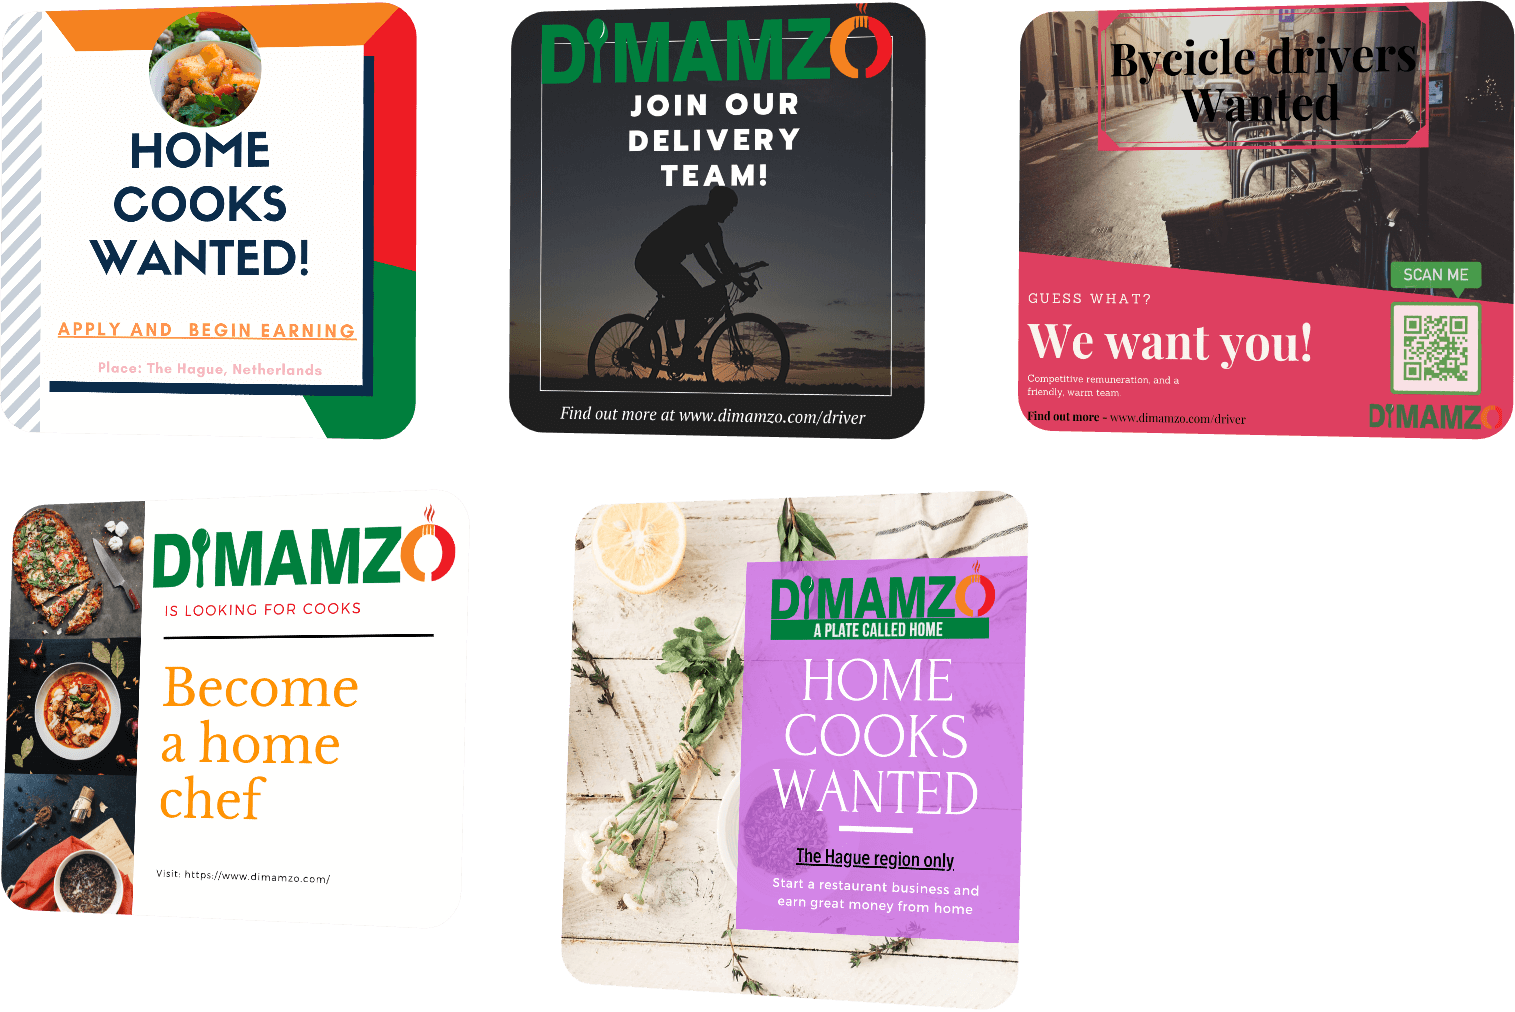 HOME
COOKS
WANTED!
APPLY AND BEGIN EARNING
Place: The Hague, Netherlands
DIMAMZO
JOIN OUR
DELIVERY
TEAM!
Find out more at www.dimamzo.com/driver
Bycicle drivers
Wanted
SCAN ME
GUESS WHAT?
We want you!
Competitive remuneration, and a
friendly, warm team.
Find out more - www.dimamzo.com/driver
DIMAMZO
DIMAMZO
IS LOOKING FOR COOKS
Become
a home
chef
Visit: https://www.dimamzo.com/
DIMAMZO
A PLATE CALLED HOME
HOME
COOKS
WANTED
The Hague region only
Start a restaurant business and
earn great money from home